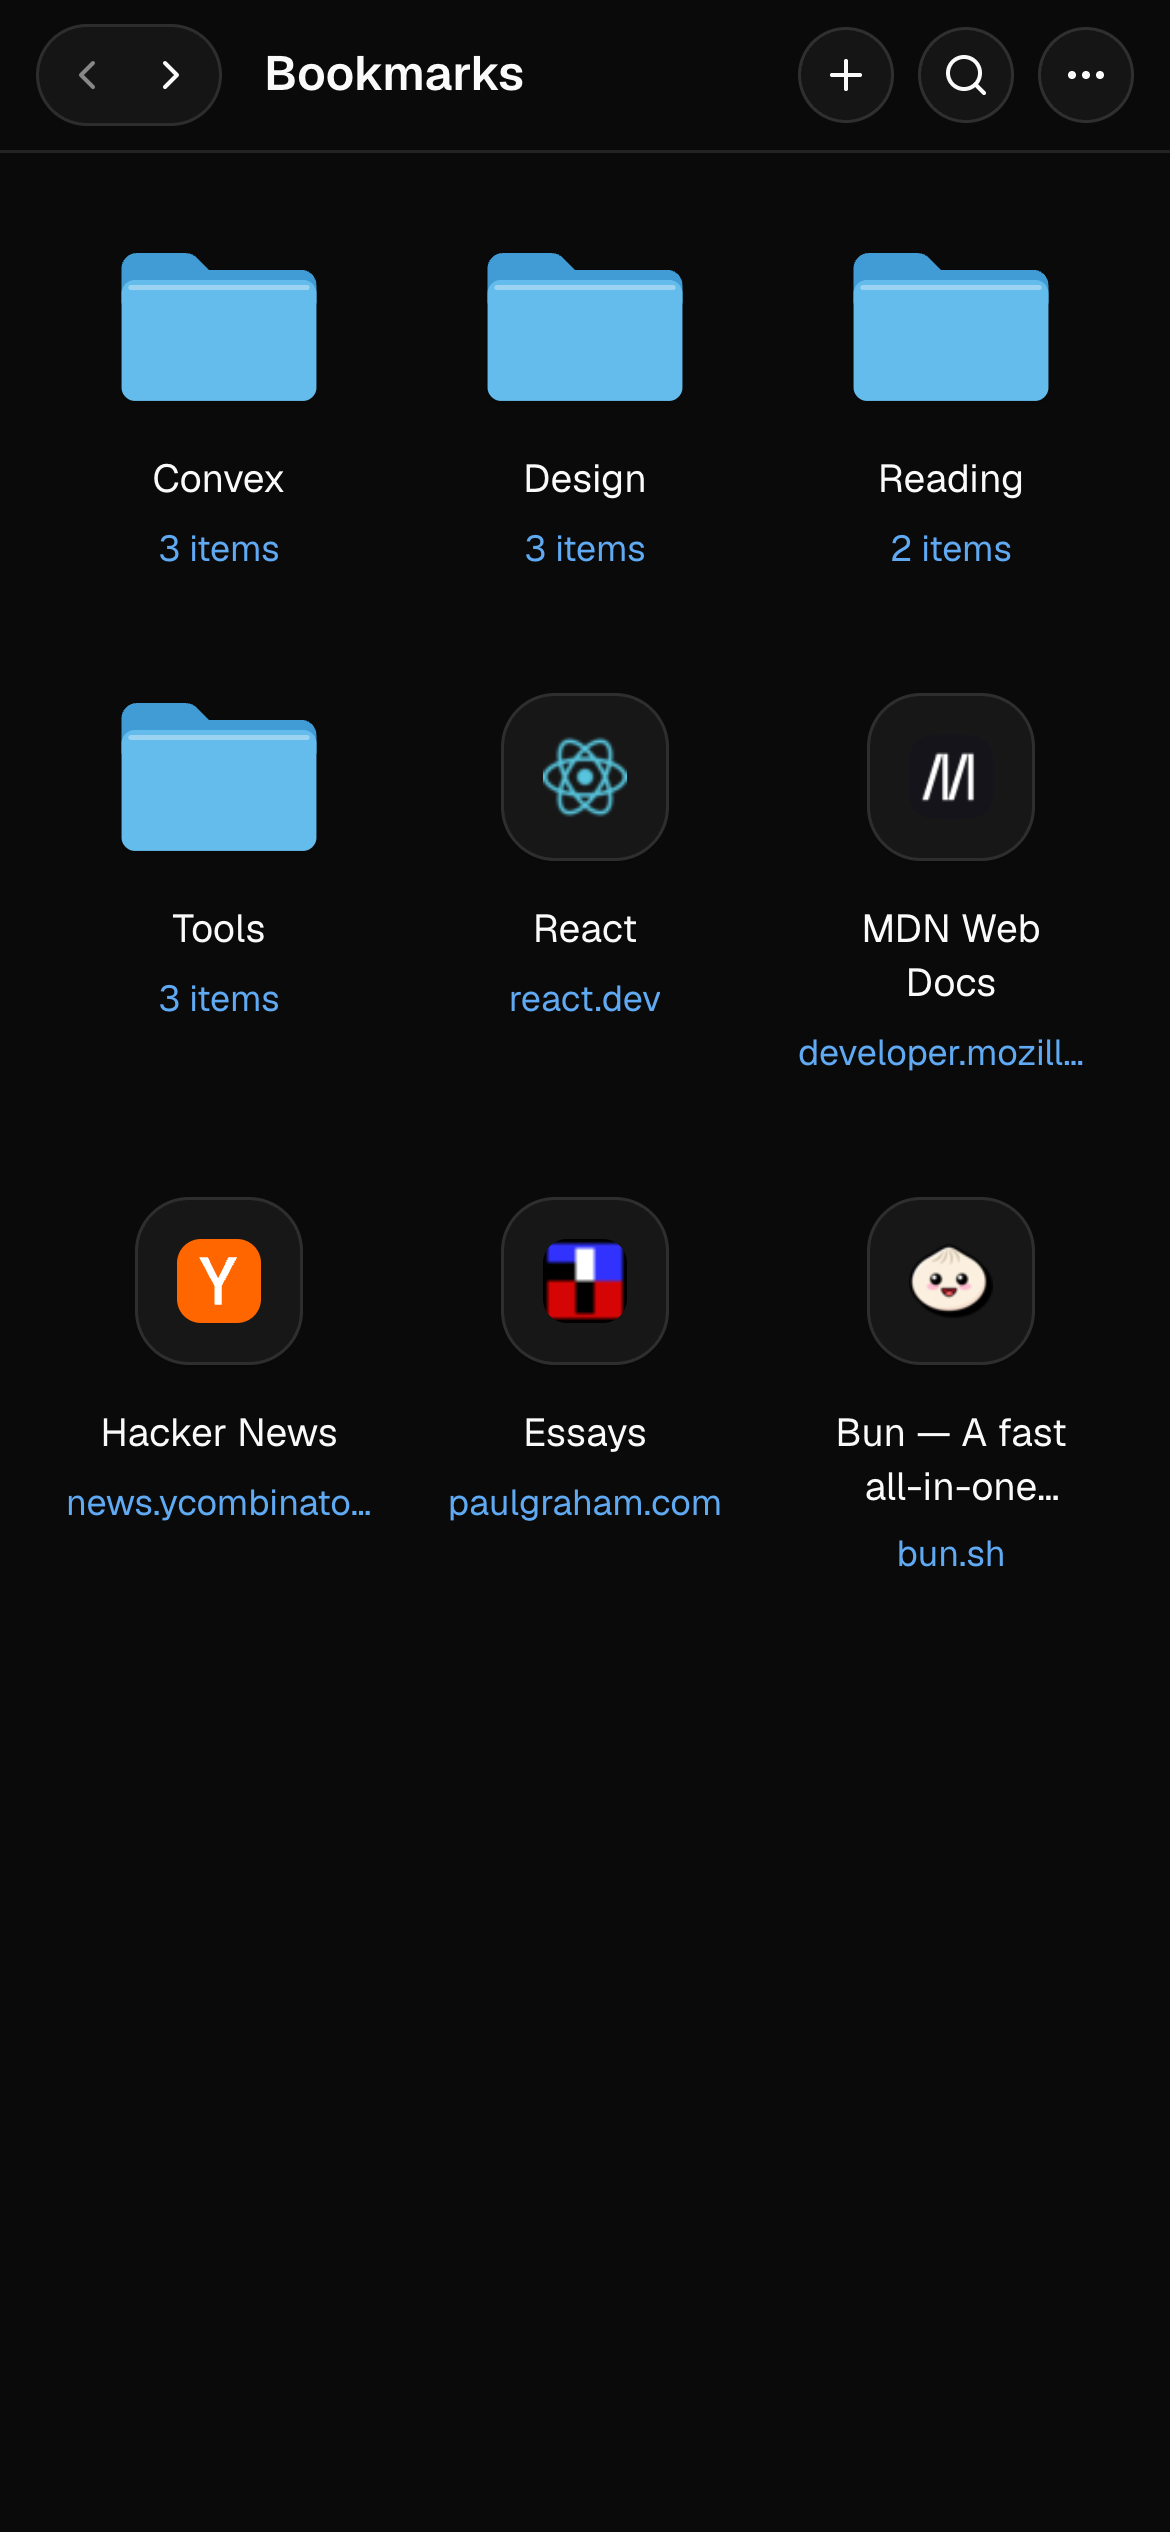 Bookmarks
Convex
3 items
Design
3 items
Reading
2 items
Tools
3 items
React
react.dev
MDN Web
Docs
developer.mozill...
Y
Hacker News
news.ycombinato...
Essays
paulgraham.com
Bun — A fast
all-in-one...
bun.sh